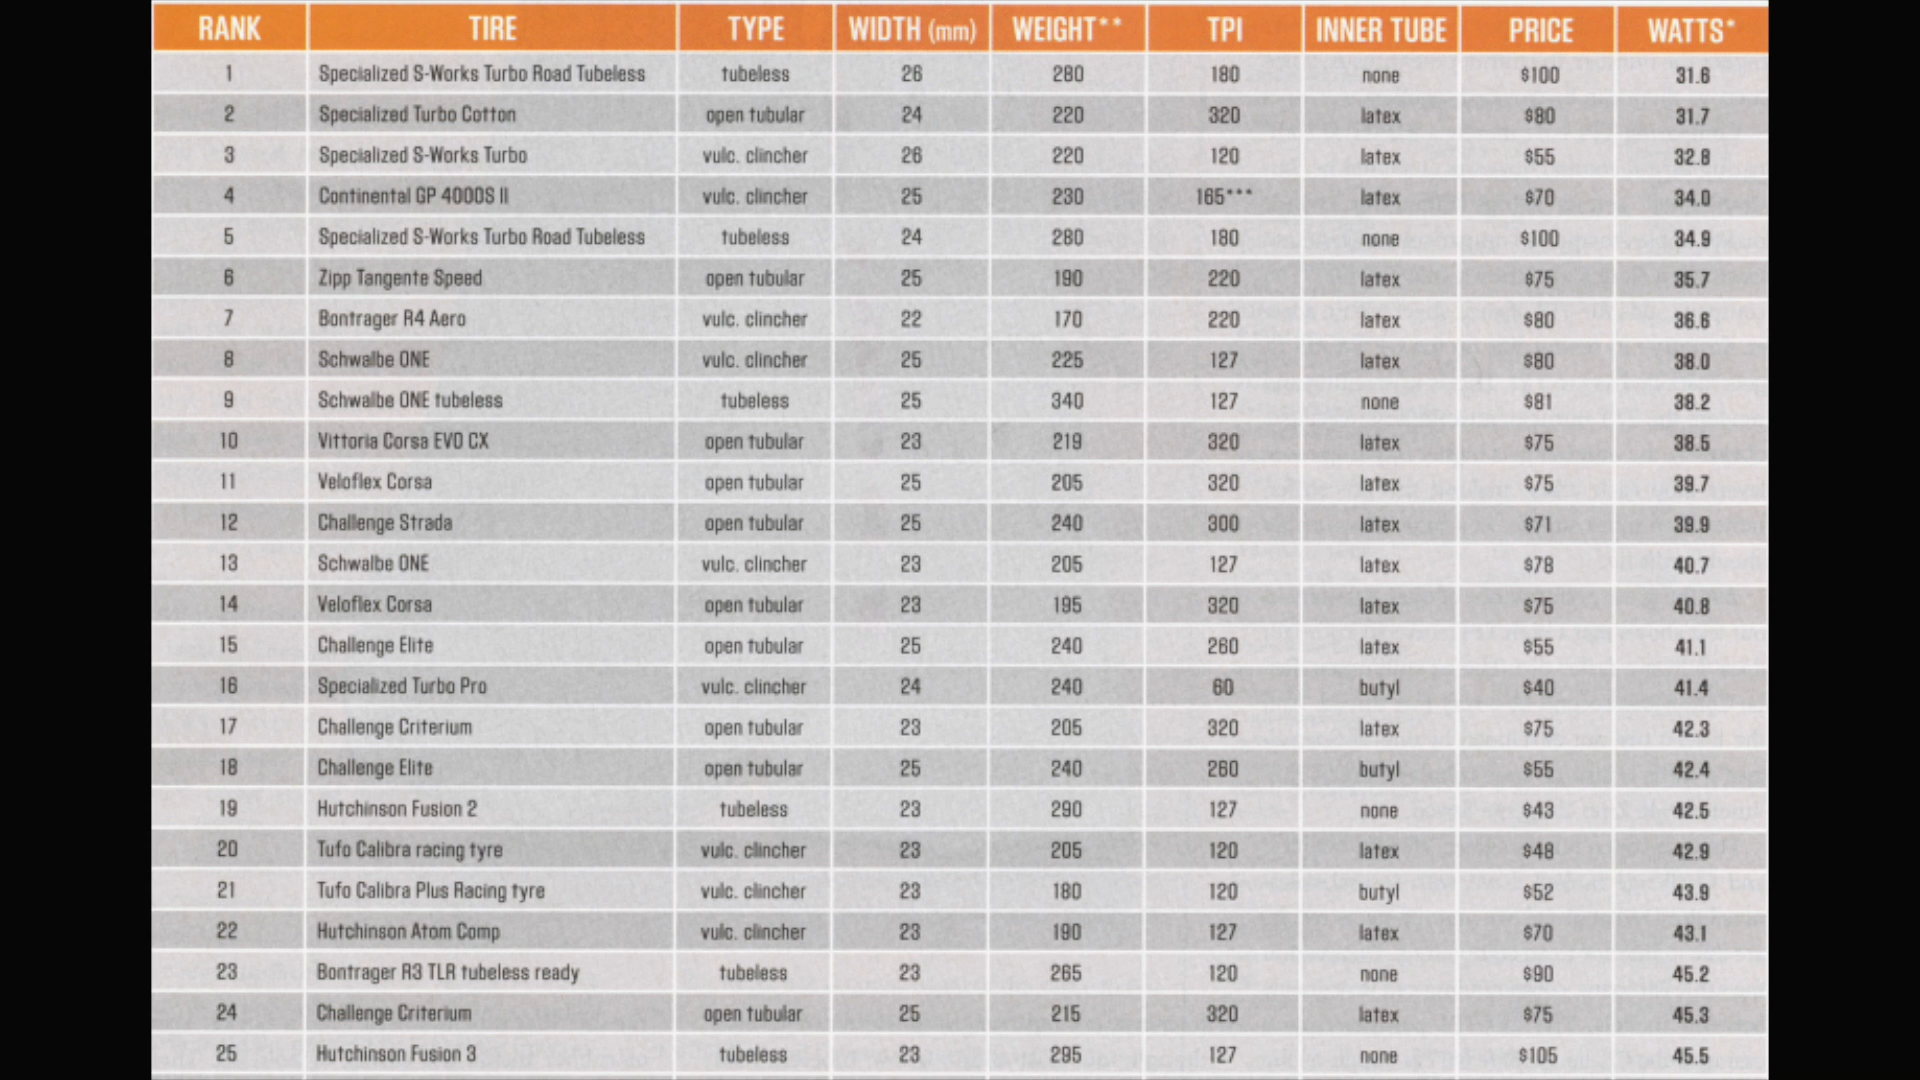 RANK TIRE TYPE WIDTH (mm) WEIGHT** TPI INNER TUBE PRICE WATTS*
1 Specialized S-Works Turbo Road Tubeless tubeless 26 280 180 none $100 31.6
2 Specialized Turbo Cotton open tubular 24 220 320 latex $80 31.7
3 Specialized S-Works Turbo vulc. clincher 26 220 120 latex $55 32.8
4 Continental GP 4000S II vulc. clincher 25 230 165*** latex $70 34.0
5 Specialized S-Works Turbo Road Tubeless tubeless 24 280 180 none $100 34.9
6 Zipp Tangente Speed open tubular 25 190 220 latex $75 35.7
7 Bontrager R4 Aero vulc. clincher 22 170 220 latex $80 36.6
8 Schwalbe ONE vulc. clincher 25 225 127 latex $80 38.0
9 Schwalbe ONE tubeless tubeless 25 340 127 none $81 38.2
10 Vittoria Corsa EVO CX open tubular 23 219 320 latex $75 38.5
11 Veloflex Corsa open tubular 25 205 320 latex $75 39.7
12 Challenge Strada open tubular 25 240 300 latex $71 39.9
13 Schwalbe ONE vulc. clincher 23 205 127 latex $78 40.7
14 Veloflex Corsa open tubular 23 195 320 latex $75 40.8
15 Challenge Elite open tubular 25 240 260 latex $55 41.1
16 Specialized Turbo Pro vulc. clincher 24 240 60 butyl $40 41.4
17 Challenge Criterium open tubular 23 205 320 latex $75 42.3
18 Challenge Elite open tubular 25 240 260 butyl $55 42.4
19 Hutchinson Fusion 2 tubeless 23 290 127 none $43 42.5
20 Tufo Calibra racing tyre vulc. clincher 23 205 120 latex $48 42.9
21 Tufo Calibra Plus Racing tyre vulc. clincher 23 180 120 butyl $52 43.9
22 Hutchinson Atom Comp vulc. clincher 23 190 127 latex $70 43.1
23 Bontrager R3 TLR tubeless ready tubeless 23 265 120 none $90 45.2
24 Challenge Criterium open tubular 25 215 320 latex $75 45.3
25 Hutchinson Fusion 3 tubeless 23 295 127 none $105 45.5